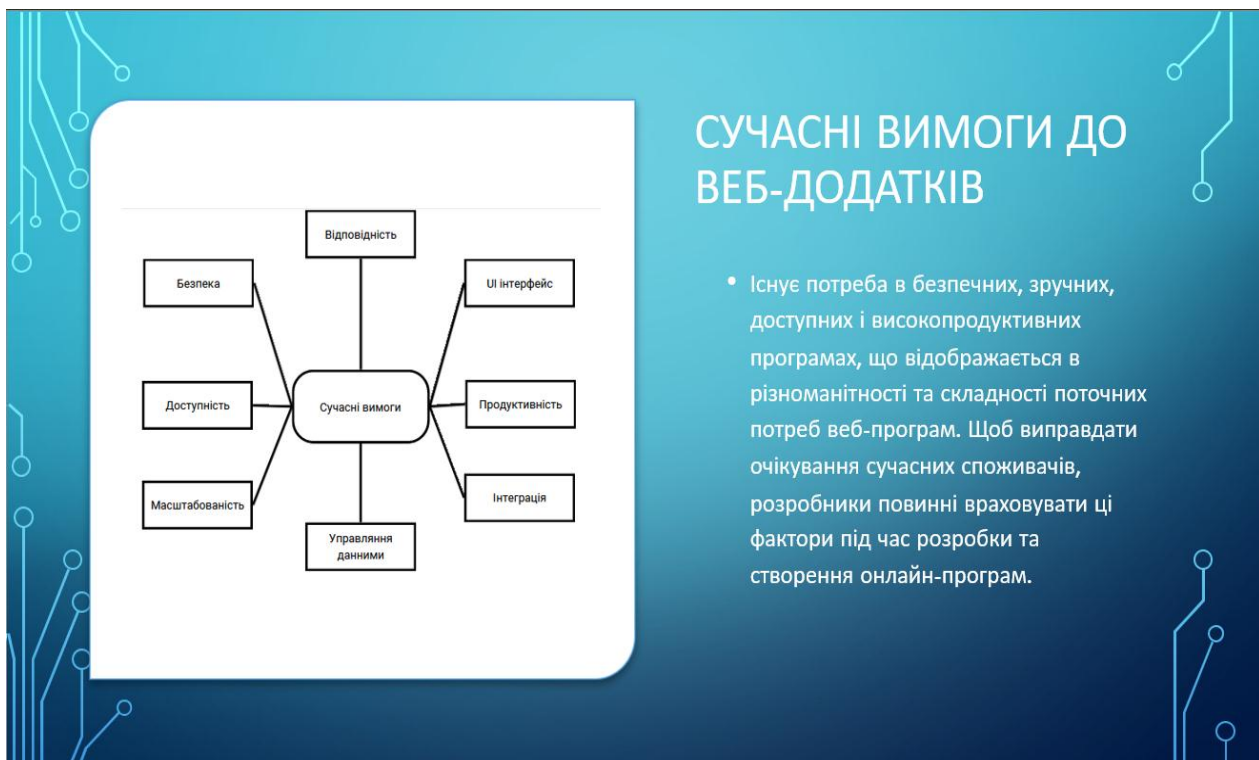 СУЧАСНІ ВИМОГИ ДО
ВЕБ-ДОДАТКІВ
Відповідність
Безпека
UI інтерфейс
Доступність
Сучасні вимоги
Продуктивність
Масштабованість
Інтеграція
Управляння
данними
• Існує потреба в безпечних, зручних,
доступних і високопродуктивних
програмах, що відображається в
різноманітності та складності поточних
потреб веб-програм. Щоб виправдати
очікування сучасних споживачів,
розробники повинні враховувати ці
фактори під час розробки та
створення онлайн-програм.